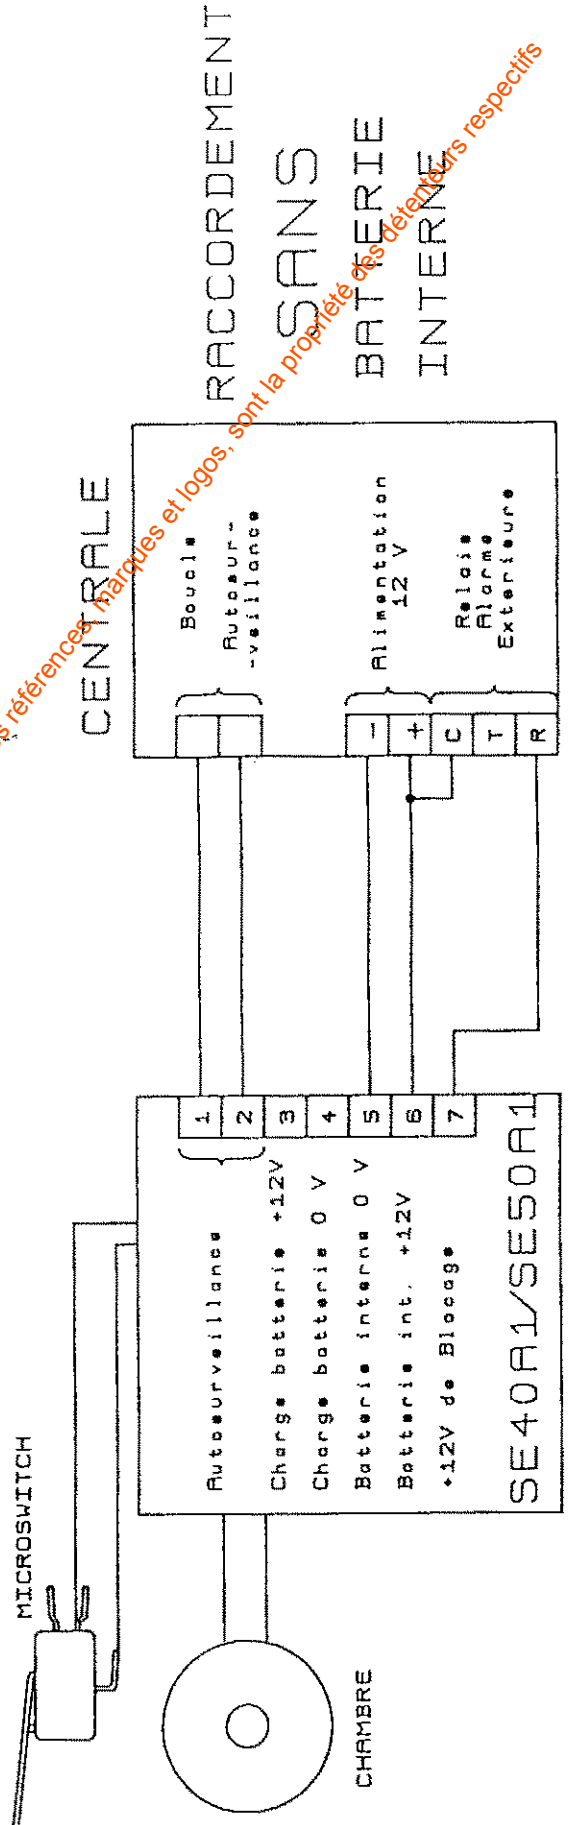 MICROSWITCH
CHAMBRE
Autosurveillance
Charge batterie +12V
Charge batterie 0 V
Batterie interne 0 V
Batterie int. +12V
+12V de Blocage
SE40A1/SE50A1
1
2
3
4
5
6
7
CENTRALE
Boucle
Autosur-
-veillance
-
+
C
T
R
Alimentation
12 V
Relais
Alarme
Exterieure
RACCORDEMENT
SANS
BATTERIE
INTERNE
s références, marques et logos, sont la propriété des détenteurs respectifs